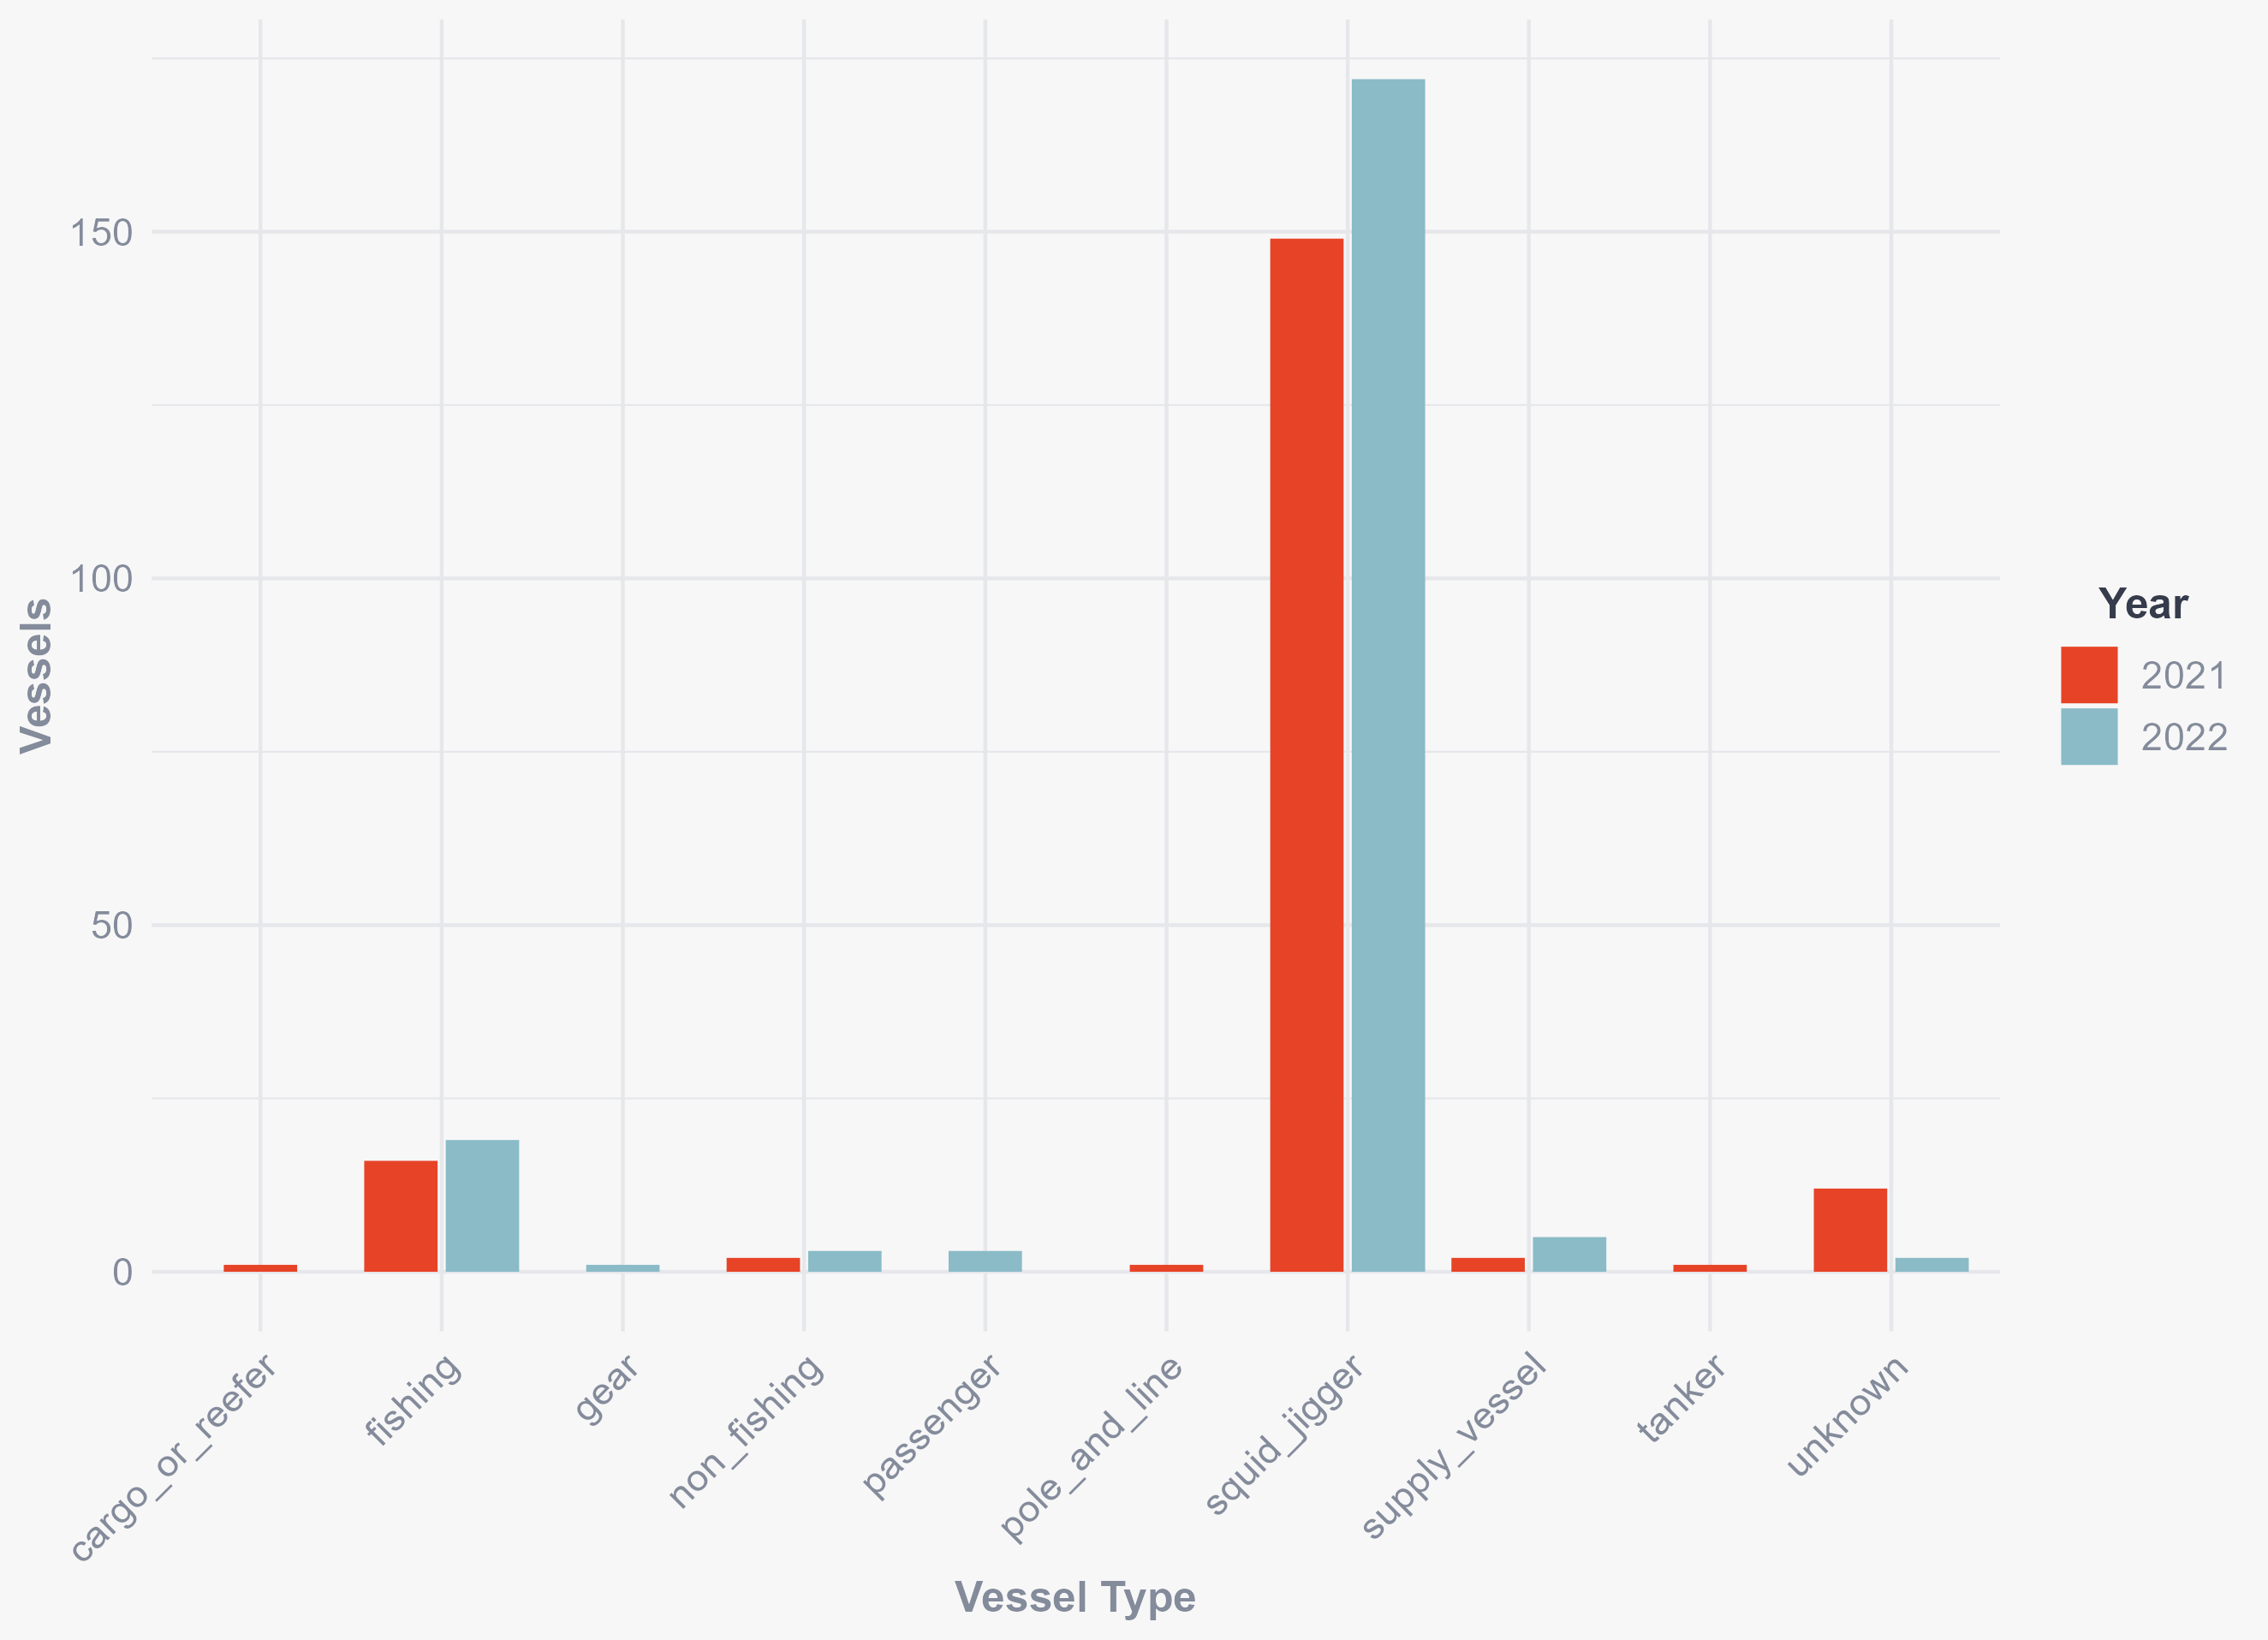 150
100
50
0
Vessels
cargo_or_reefer
fishing
gear
non_fishing
passenger
pole_and_line
squid_jigger
supply_vessel
tanker
unknown
Vessel Type
Year
2021
2022